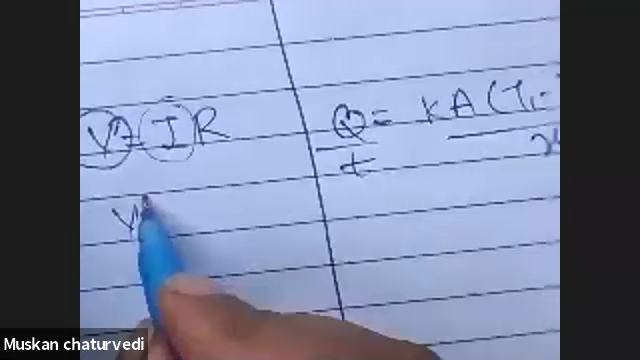 V = IR
Q = KA(T₁-
t x
V
Muskan chaturvedi